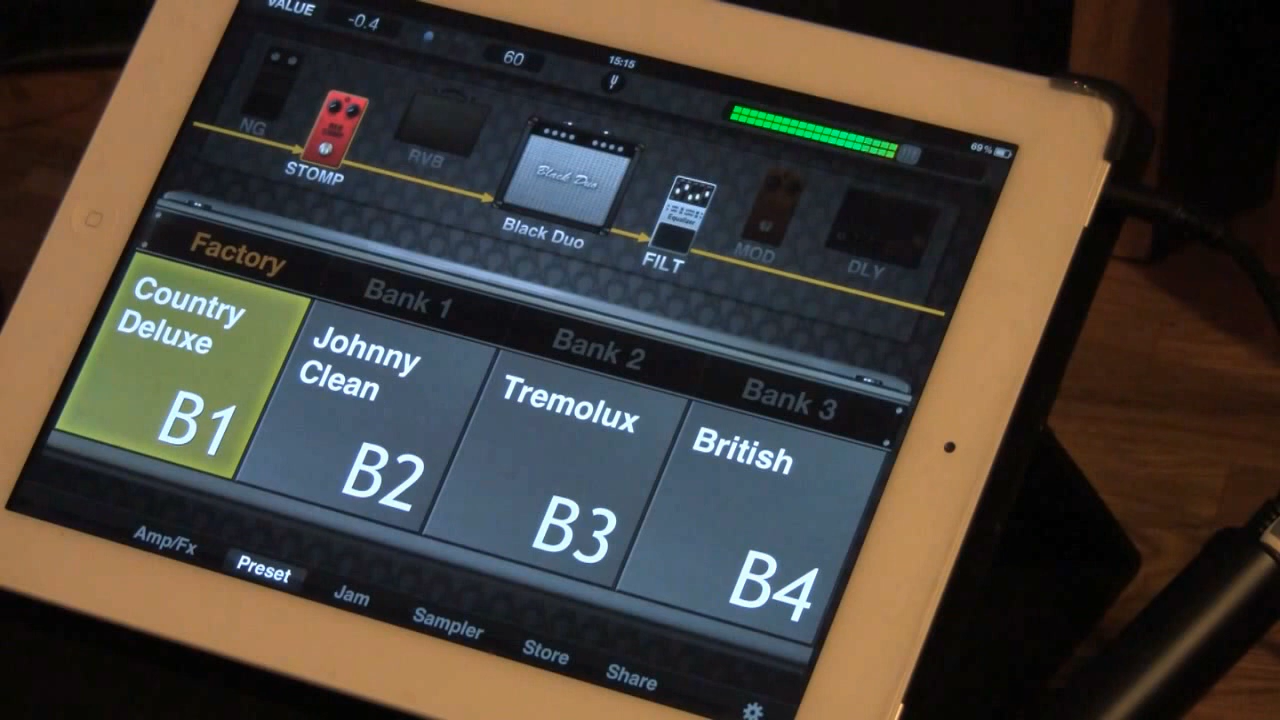 VALUE
-0.4
60
15:15
69%
NG
STOMP
RVB
Black Duo
Black Duo
Equalizer
FILT
MOD
DLY
Factory
Bank 1
Bank 2
Bank 3
Country
Deluxe
B1
Johnny
Clean
B2
Tremolux
B3
British
B4
Amp/Fx
Preset
Jam
Sampler
Store
Share